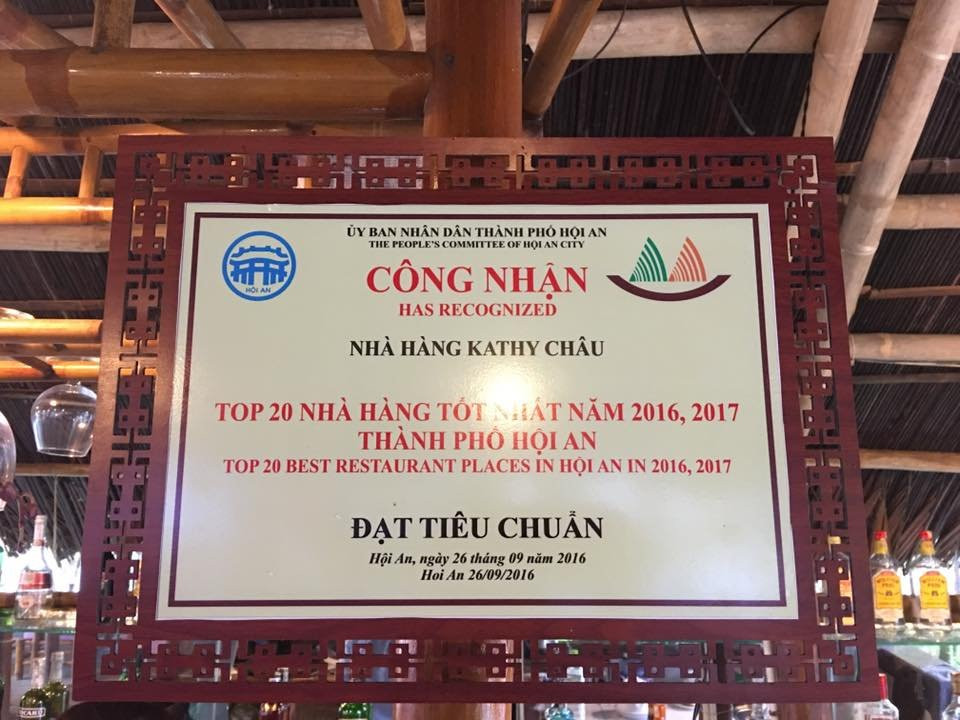 ỦY BAN NHÂN DÂN THÀNH PHỐ HỘI AN
THE PEOPLE'S COMMITTEE OF HỘI AN CITY
CÔNG NHẬN
HAS RECOGNIZED
HỘI AN
NHÀ HÀNG KATHY CHÂU
TOP 20 NHÀ HÀNG TỐT NHẤT NĂM 2016, 2017
THÀNH PHỐ HỘI AN
TOP 20 BEST RESTAURANT PLACES IN HỘI AN IN 2016, 2017
ĐẠT TIÊU CHUẨN
Hội An, ngày 26 tháng 09 năm 2016
Hoi An 26/09/2016